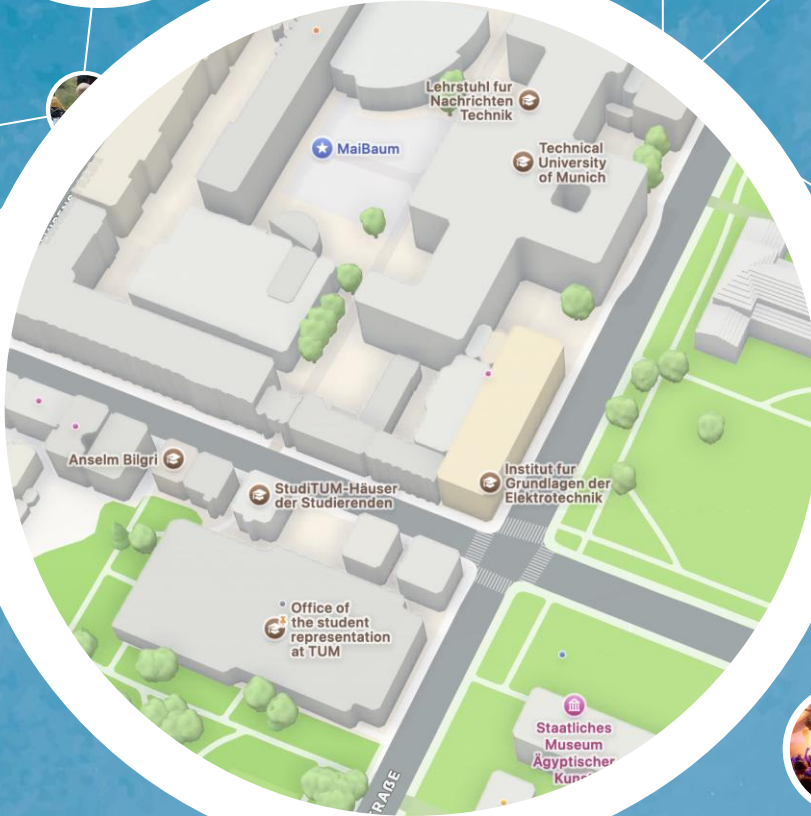 Lehrstuhl fur
Nachrichten
Technik
MaiBaum
Technical
University
of Munich
Anselm Bilgri
StudiTUM-Häuser
der Studierenden
Institut fur
Grundlagen der
Elektrotechnik
Office of
the student
representation
at TUM
Staatliches
Museum
Ägyptischer